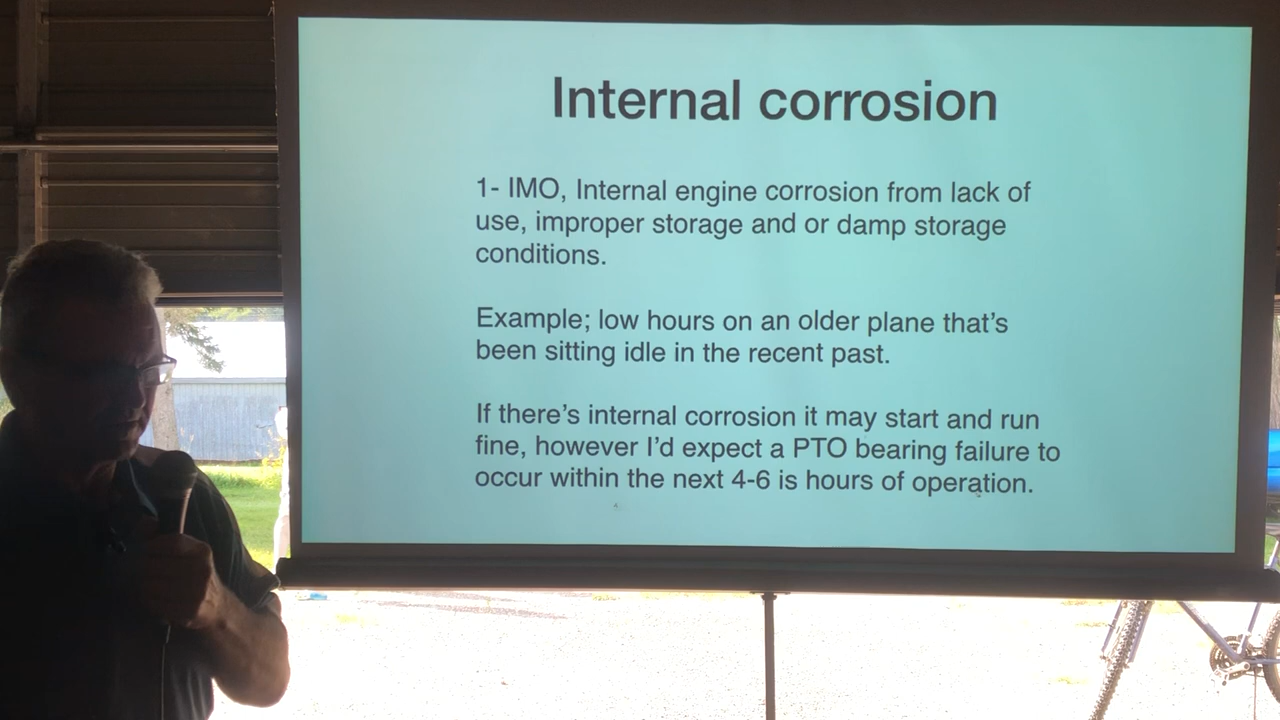 Internal corrosion
1- IMO, Internal engine corrosion from lack of
use, improper storage and or damp storage
conditions.
Example; low hours on an older plane that's
been sitting idle in the recent past.
If there's internal corrosion it may start and run
fine, however I'd expect a PTO bearing failure to
occur within the next 4-6 is hours of operation.